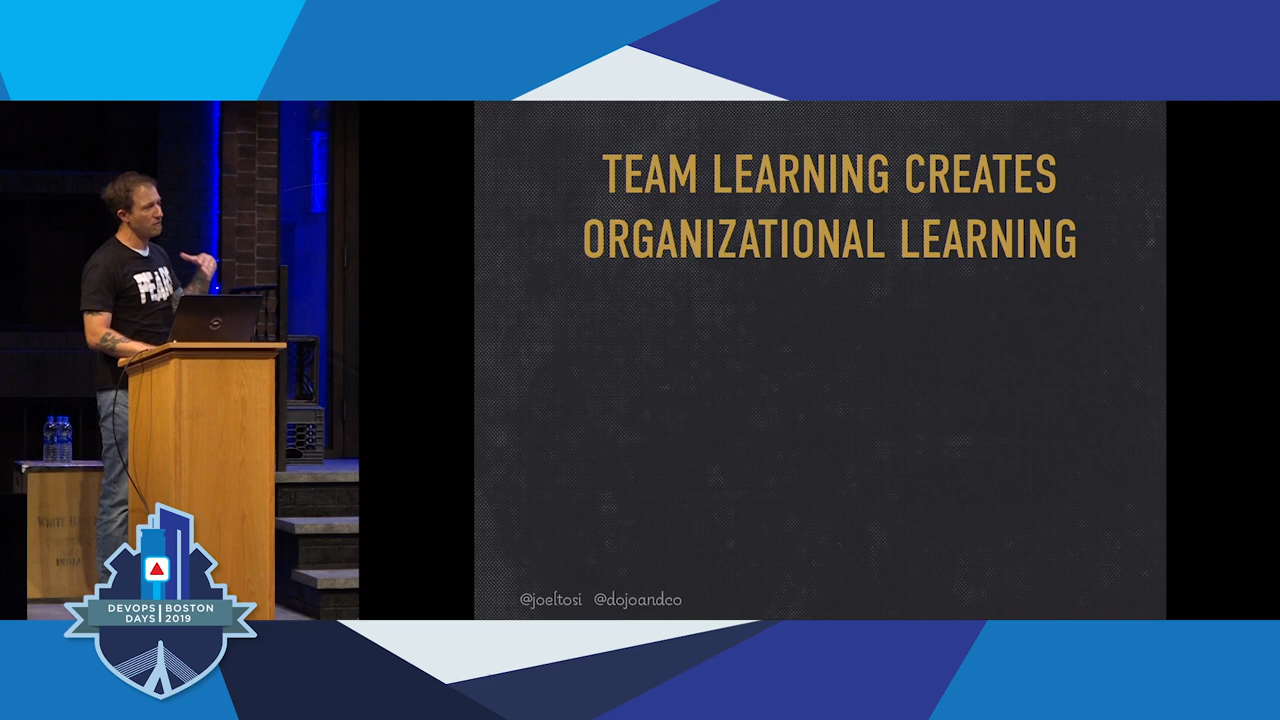 TEAM LEARNING CREATES
ORGANIZATIONAL LEARNING
@joeltosi @dojoandco
DEVOPS BOSTON
DAYS 2019